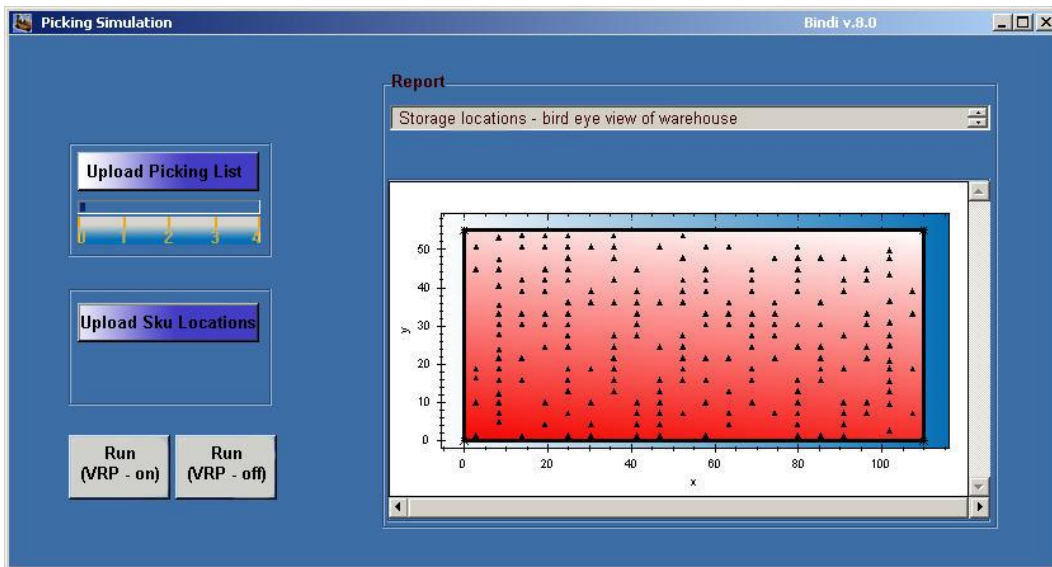 Picking Simulation Bindi v.8.0
Report
Storage locations - bird eye view of warehouse
Upload Picking List
0 1 2 3 4
Upload Sku Locations
Run
(VRP - on)
Run
(VRP - off)
50
40
30
20
10
0
y
0 20 40 60 80 100
x